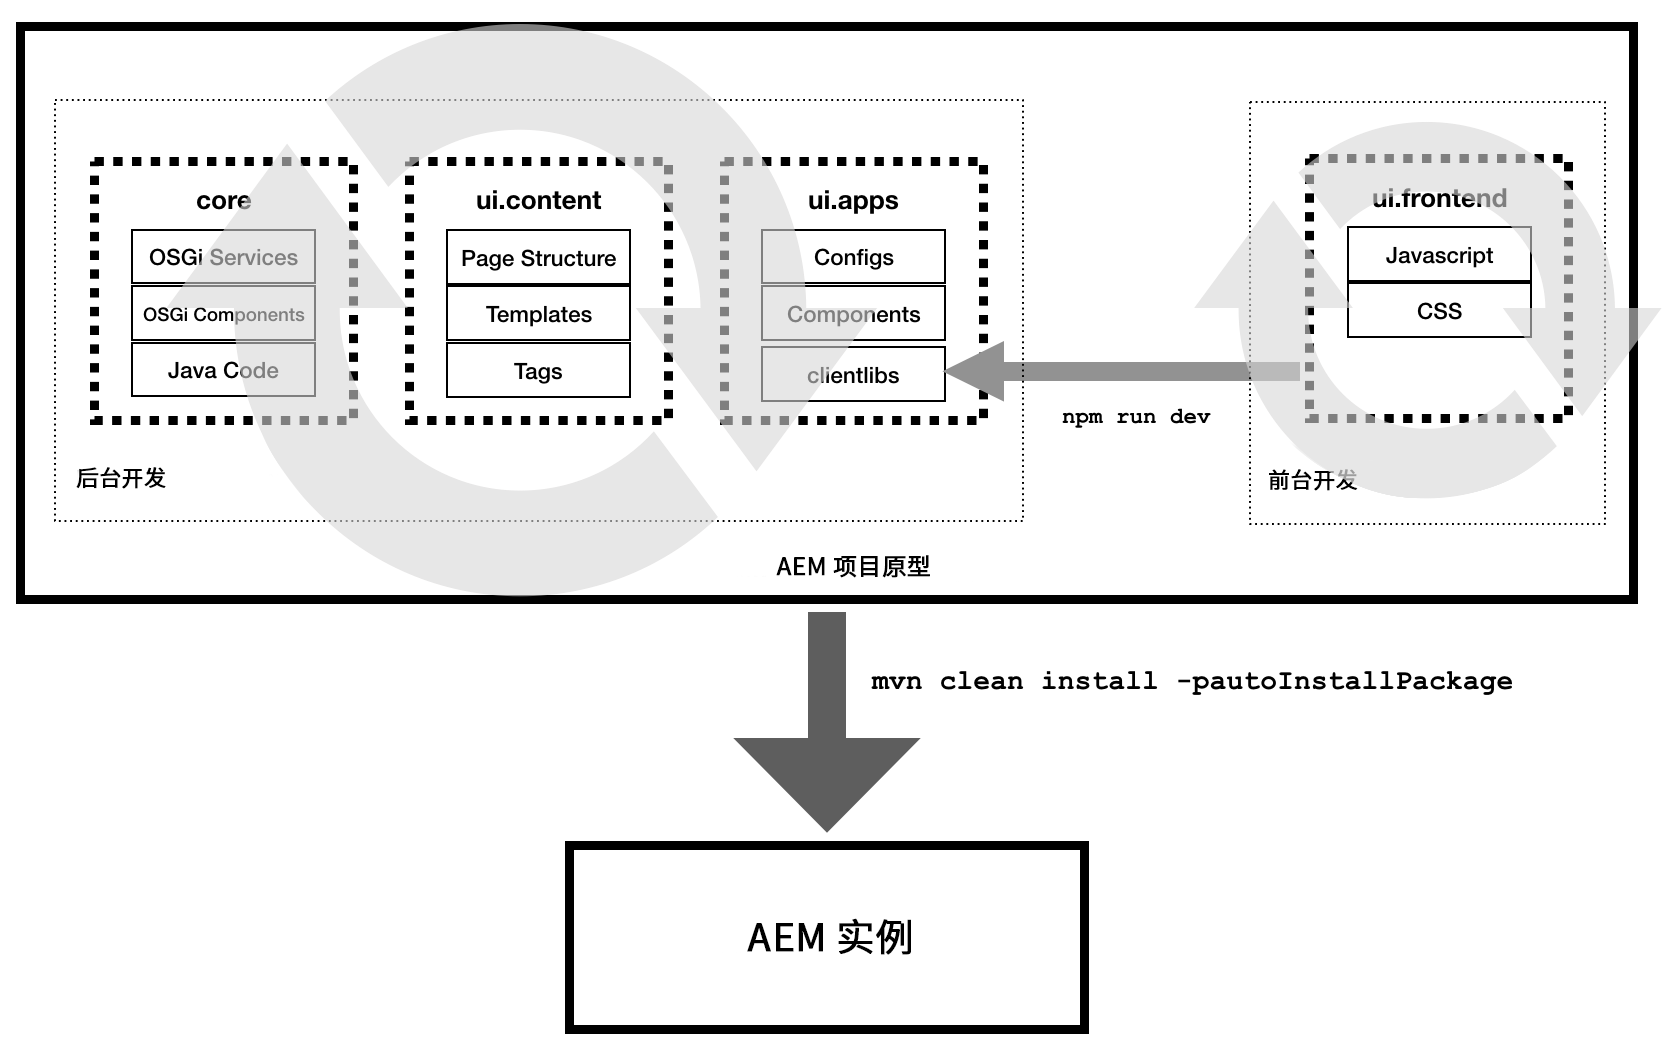 core
OSGi Services
OSGi Components
Java Code
ui.content
Page Structure
Templates
Tags
ui.apps
Configs
Components
clientlibs
后台开发
npm run dev
ui.frontend
Javascript
CSS
前台开发
AEM 项目原型
mvn clean install -pautoInstallPackage
AEM 实例